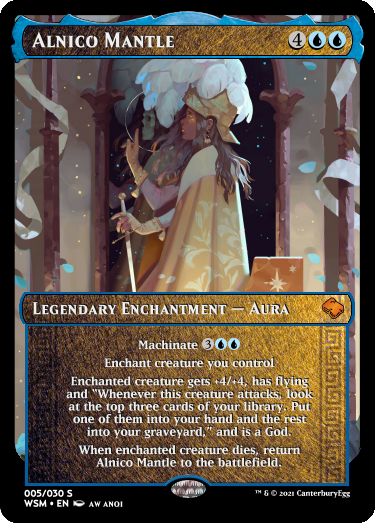 Alnico Mantle 4
Legendary Enchantment — Aura
Machinate 3
Enchant creature you control
Enchanted creature gets +4/+4, has flying
and “Whenever this creature attacks, look
at the top three cards of your library. Put
one of them into your hand and the rest
into your graveyard,” and is a God.
When enchanted creature dies, return
Alnico Mantle to the battlefield.
005/030 S
WSM • EN AW ANOI
™ & © 2021 CanterburyEgg